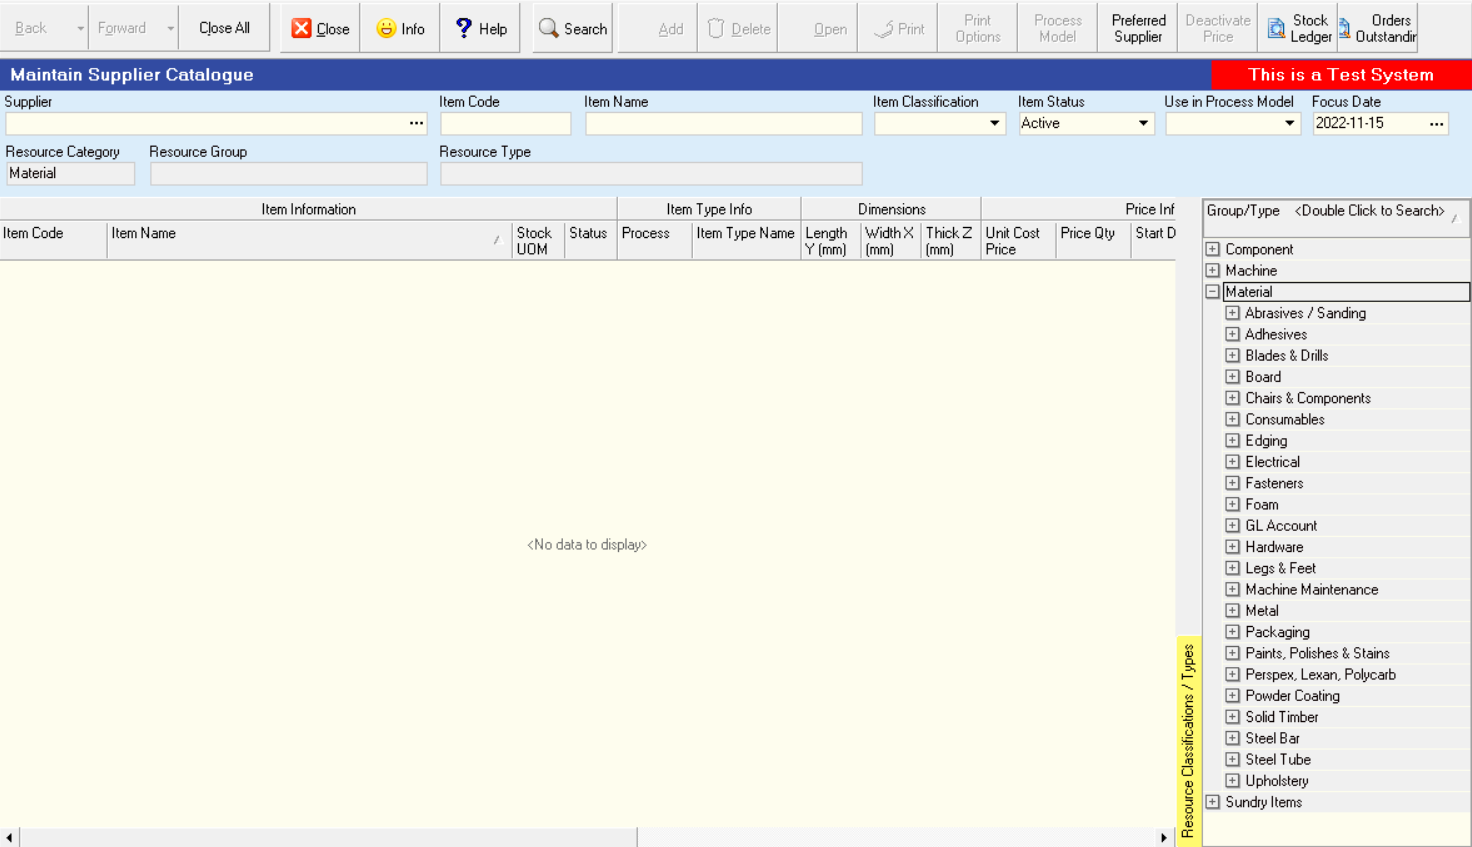 Back Forward Close All Close Info Help Search Add Delete Open Print Print Options Process Model Preferred Supplier Deactivate Price Stock Ledger Orders Outstandin
Maintain Supplier Catalogue This is a Test System
Supplier Item Code Item Name Item Classification Item Status Use in Process Model Focus Date
... Active 2022-11-15 ...
Resource Category Resource Group Resource Type
Material
Item Information Item Type Info Dimensions Price Inf
Item Code Item Name Stock UOM Status Process Item Type Name Length Y (mm) Width X (mm) Thick Z (mm) Unit Cost Price Price Qty Start D
<No data to display>
Resource Classifications / Types
Group/Type <Double Click to Search>
Component
Machine
Material
Abrasives / Sanding
Adhesives
Blades & Drills
Board
Chairs & Components
Consumables
Edging
Electrical
Fasteners
Foam
GL Account
Hardware
Legs & Feet
Machine Maintenance
Metal
Packaging
Paints, Polishes & Stains
Perspex, Lexan, Polycarb
Powder Coating
Solid Timber
Steel Bar
Steel Tube
Upholstery
Sundry Items